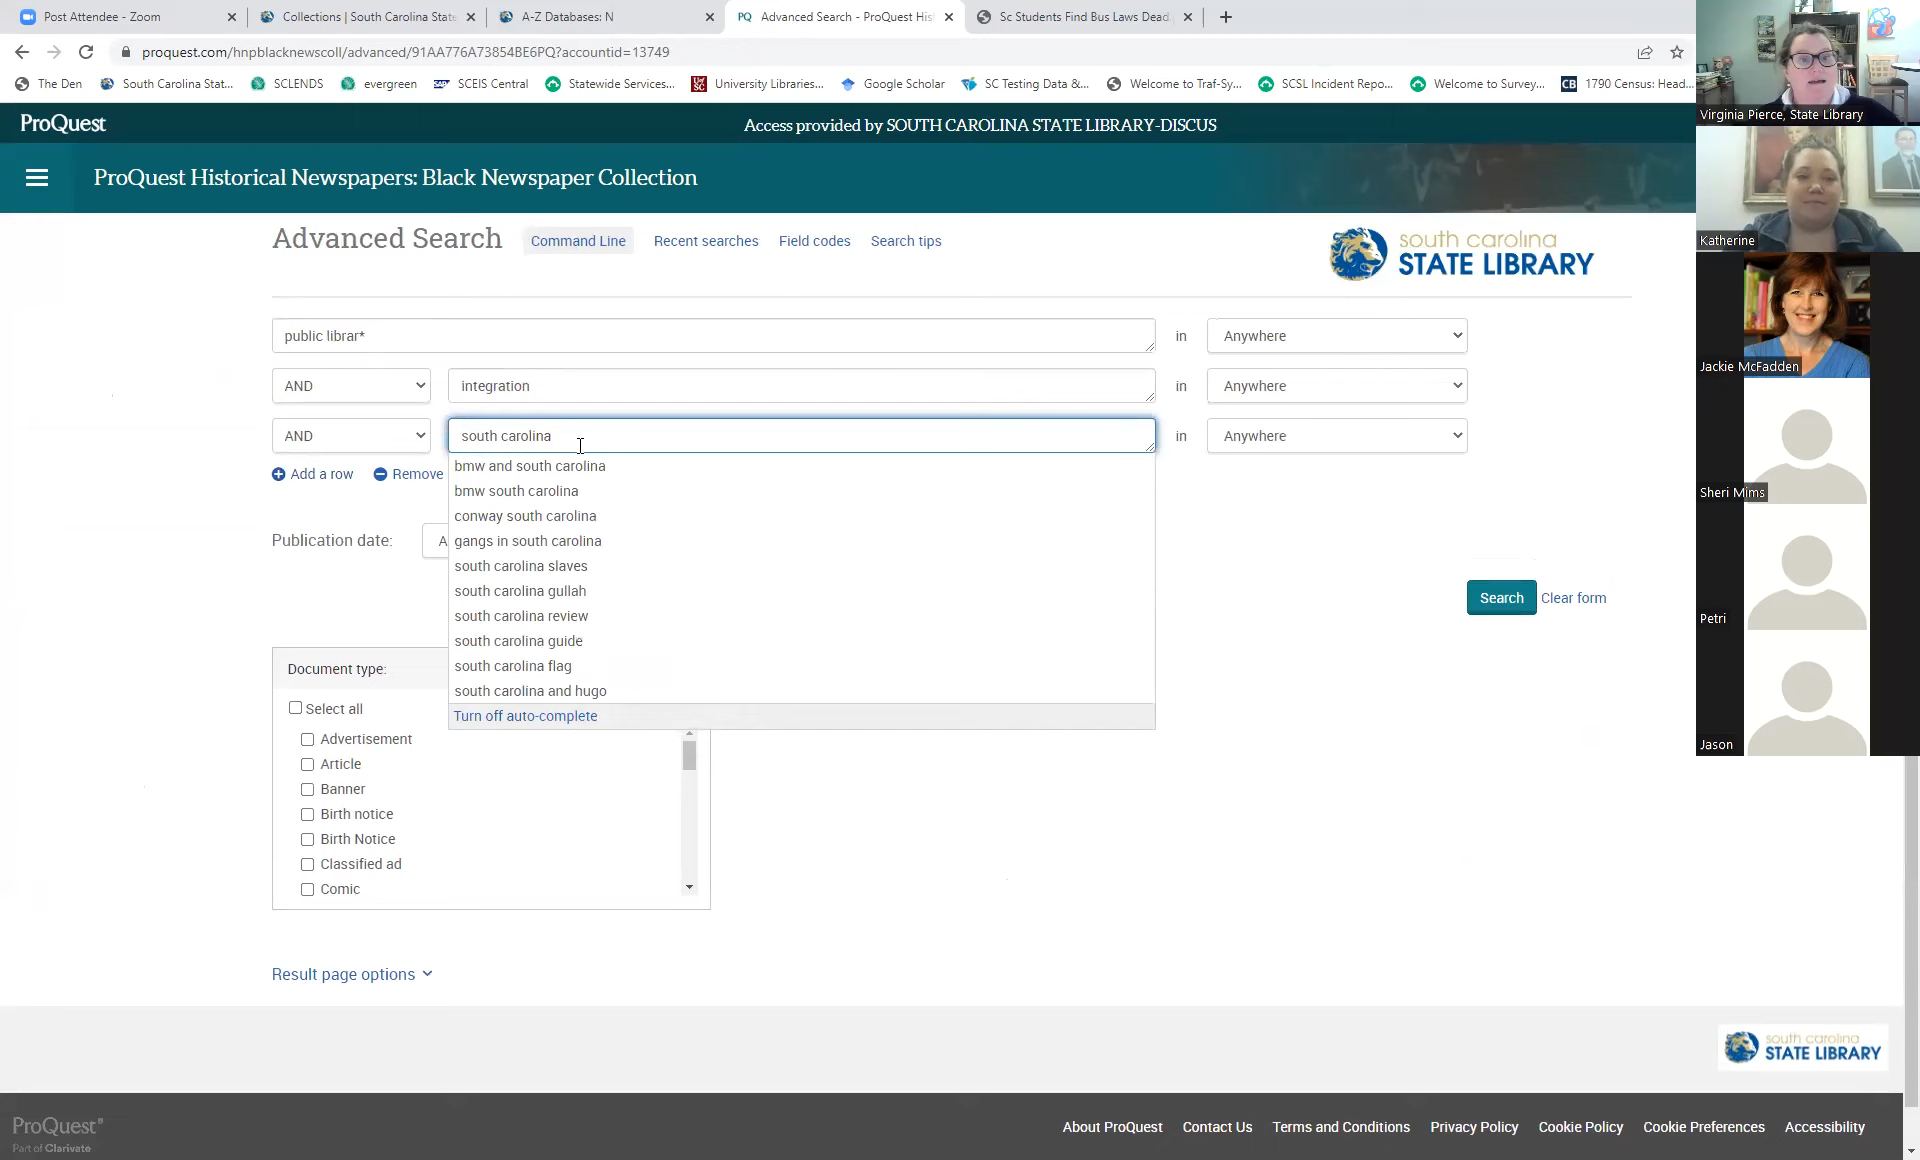 Post Attendee - Zoom
Collections | South Carolina State
A-Z Databases: N
PQ Advanced Search - ProQuest His
Sc Students Find Bus Laws Dead
proquest.com/hnpblacknewscoll/advanced/91AA776A73854BE6PQ?accountid=13749
The Den
South Carolina Stat...
SCLENDS
evergreen
SCEIS Central
Statewide Services...
University Libraries...
Google Scholar
SC Testing Data &...
Welcome to Traf-Sy...
SCSL Incident Repo...
Welcome to Survey...
CB 1790 Census: Head...
ProQuest
Access provided by SOUTH CAROLINA STATE LIBRARY-DISCUS
ProQuest Historical Newspapers: Black Newspaper Collection
Advanced Search
Command Line
Recent searches
Field codes
Search tips
south carolina
STATE LIBRARY
public librar*
in
Anywhere
AND
integration
in
Anywhere
AND
south carolina
in
Anywhere
Add a row
Remove
bmw and south carolina
bmw south carolina
conway south carolina
gangs in south carolina
south carolina slaves
south carolina gullah
south carolina review
south carolina guide
south carolina flag
south carolina and hugo
Turn off auto-complete
Publication date:
A
Search
Clear form
Document type:
Select all
Advertisement
Article
Banner
Birth notice
Birth Notice
Classified ad
Comic
Result page options
south carolina
STATE LIBRARY
ProQuest
Part of Clarivate
About ProQuest
Contact Us
Terms and Conditions
Privacy Policy
Cookie Policy
Cookie Preferences
Accessibility
Virginia Pierce, State Library
Katherine
Jackie McFadden
Sheri Mims
Petri
Jason